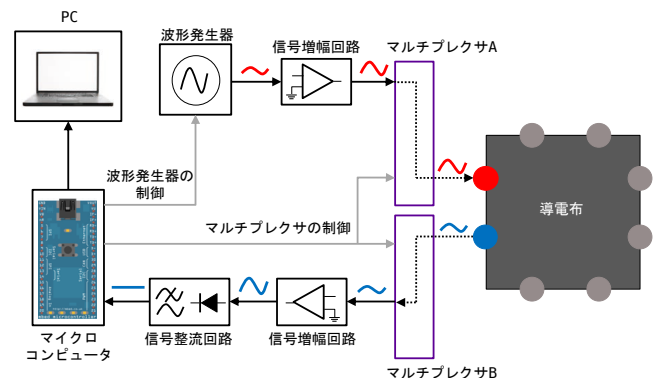 PC
波形発生器
信号増幅回路
マルチプレクサA
波形発生器の
制御
マルチプレクサの制御
導電布
マイクロ
コンピュータ
信号整流回路
信号増幅回路
マルチプレクサB